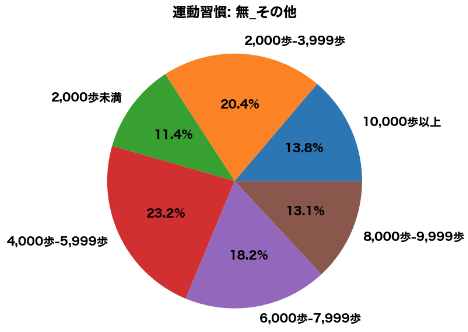 運動習慣: 無_その他
2,000歩-3,999歩
2,000歩未満
20.4%
10,000歩以上
11.4%
13.8%
23.2%
13.1%
4,000歩-5,999歩
8,000歩-9,999歩
18.2%
6,000歩-7,999歩